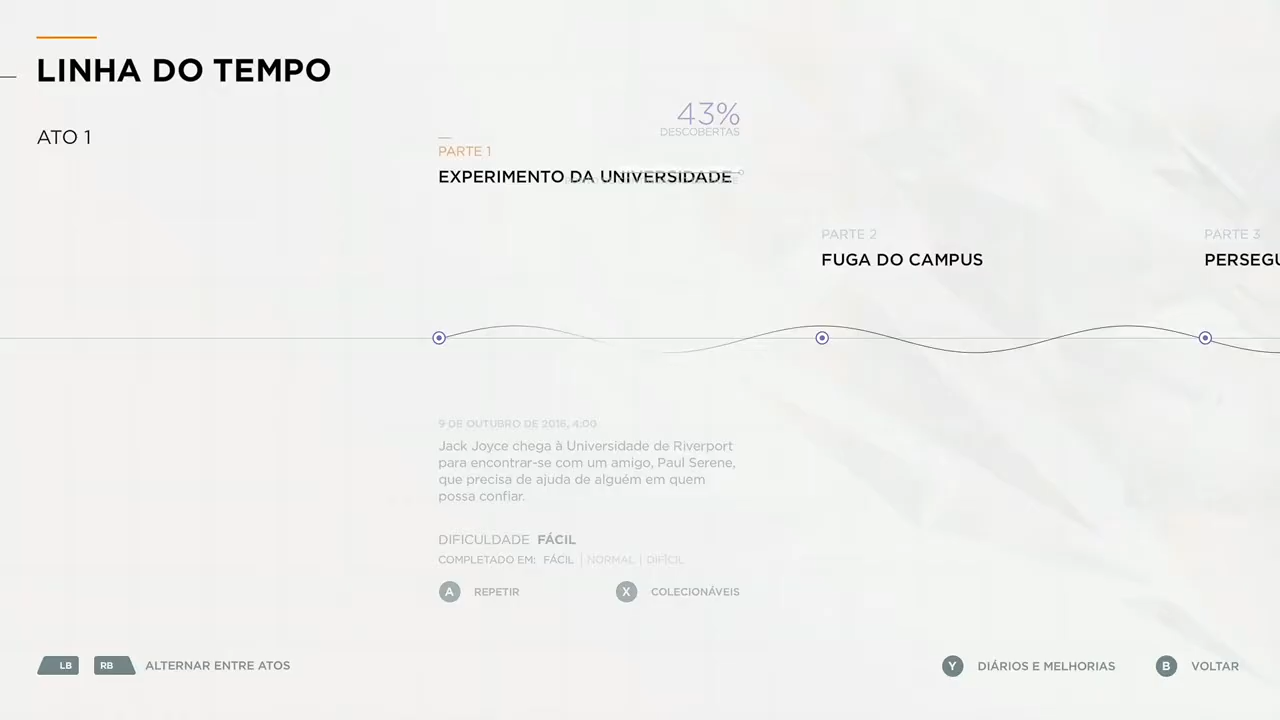 LINHA DO TEMPO
ATO 1
43%
DESCOBERTAS
PARTE 1
EXPERIMENTO DA UNIVERSIDADE
PARTE 2
FUGA DO CAMPUS
PARTE 3
PERSEGU
9 DE OUTUBRO DE 2016, 4:00
Jack Joyce chega à Universidade de Riverport
para encontrar-se com um amigo, Paul Serene,
que precisa de ajuda de alguém em quem
possa confiar.
DIFICULDADE FÁCIL
COMPLETADO EM: FÁCIL | NORMAL | DIFÍCIL
A REPETIR
X COLECIONÁVEIS
LB RB ALTERNAR ENTRE ATOS
Y DIÁRIOS E MELHORIAS
B VOLTAR